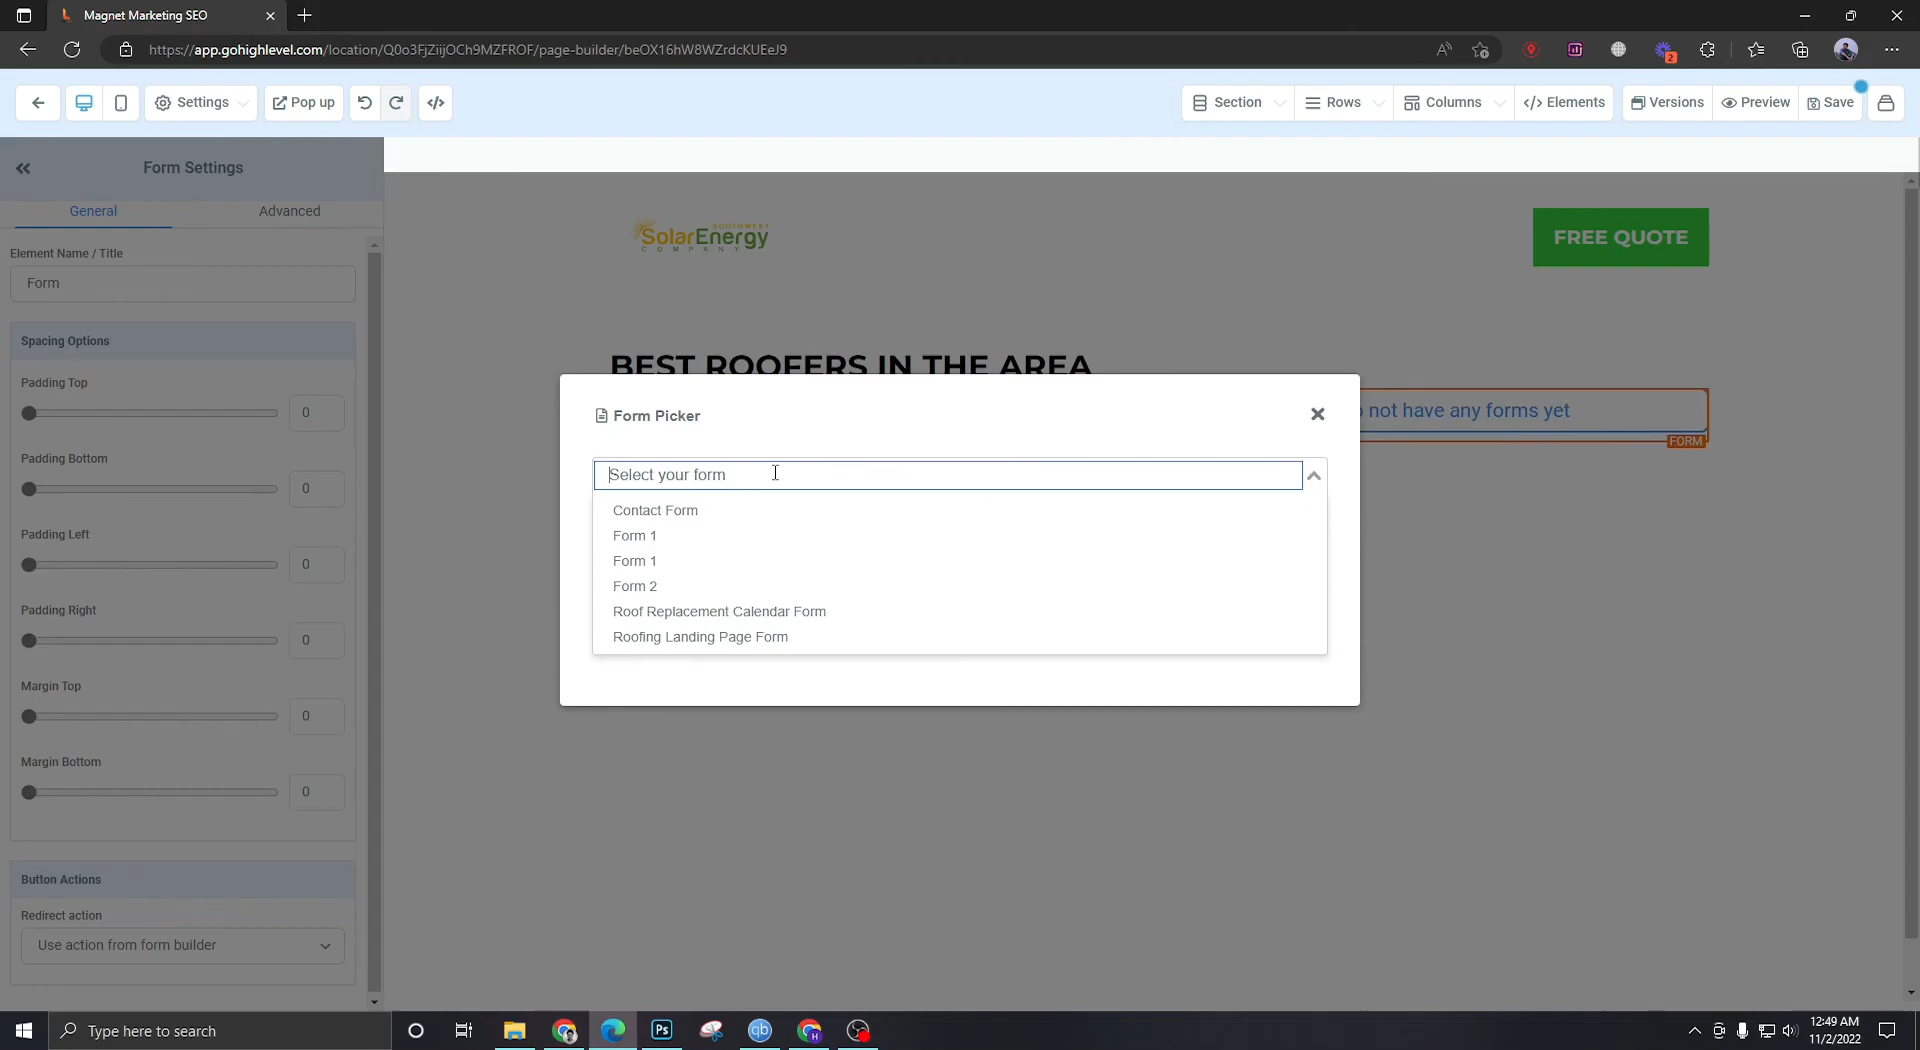 Magnet Marketing SEO
https://app.gohighlevel.com/location/Q0o3FjZiijOCh9MZFROF/page-builder/beOX16hW8WZrdcKUEeJ9
2
Settings
Pop up
Section
Rows
Columns
Elements
Versions
Preview
Save
Form Settings
General
Advanced
Element Name / Title
Form
Spacing Options
Padding Top
0
Padding Bottom
0
Padding Left
0
Padding Right
0
Margin Top
0
Margin Bottom
0
Button Actions
Redirect action
Use action from form builder
SOUTHWEST
SolarEnergy
COMPANY
FREE QUOTE
BEST ROOFERS IN THE AREA
not have any forms yet
FORM
Form Picker
Select your form
Contact Form
Form 1
Form 1
Form 2
Roof Replacement Calendar Form
Roofing Landing Page Form
Type here to search
Ps
qb
H
12:49 AM
11/2/2022